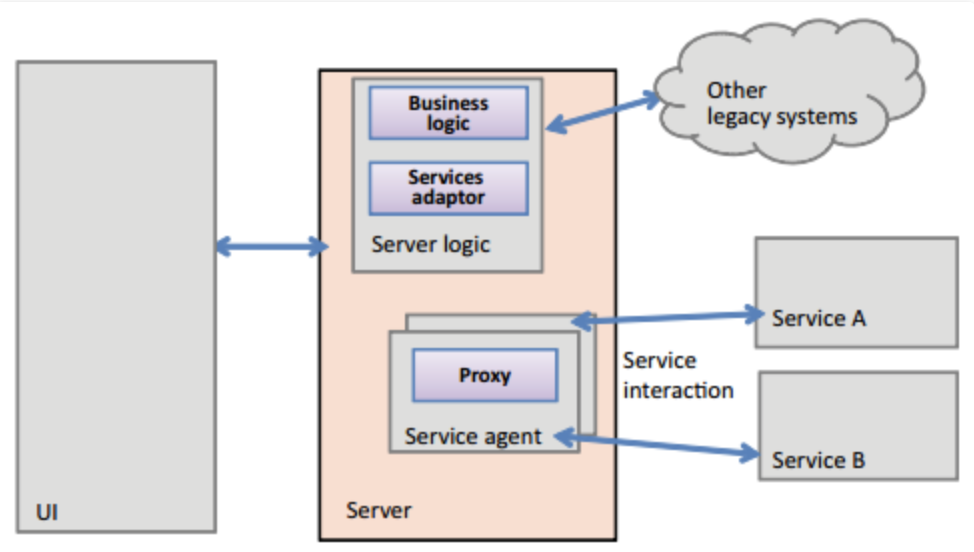 Business
logic
Services
adaptor
Server logic
Other
legacy systems
Proxy
Service agent
Service
interaction
Service A
Service B
UI
Server